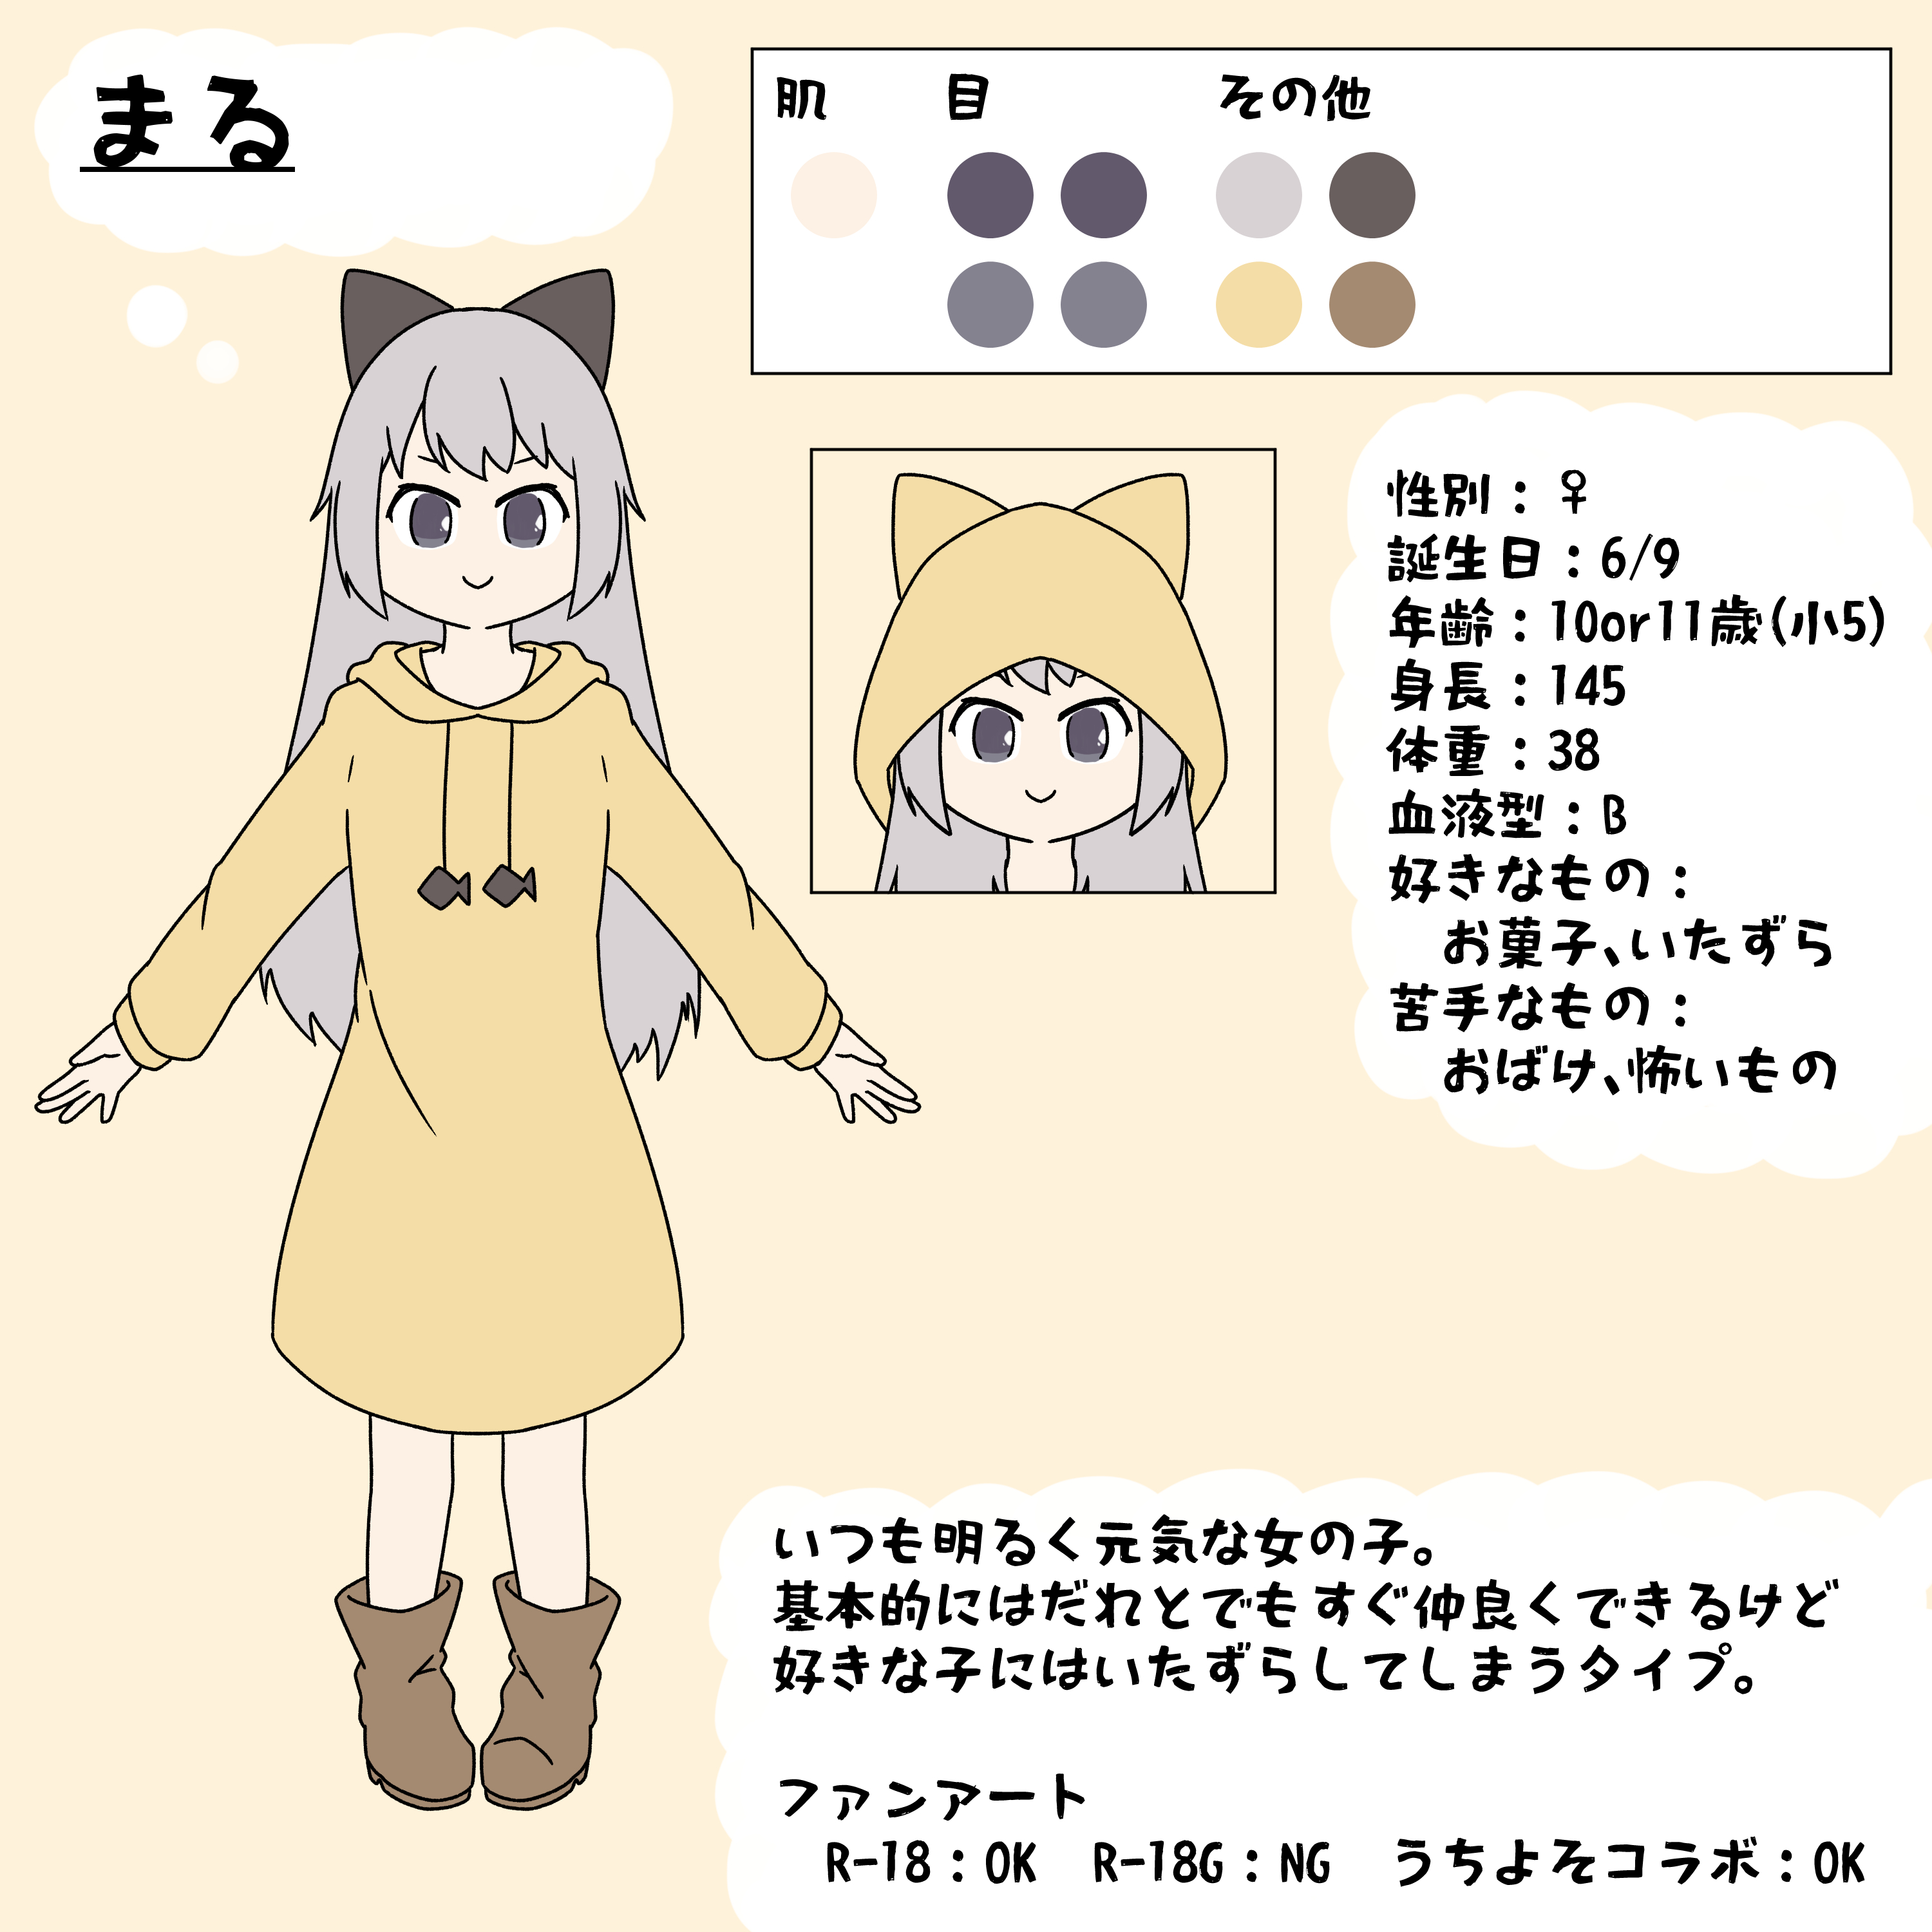 まる
肌 目 その他
性別：♀
誕生日：6/9
年齢：10or11歳(小5)
身長：145
体重：38
血液型：B
好きなもの：
お菓子、いたずら
苦手なもの：
おばけ、怖いもの
いつも明るく元気な女の子。
基本的にはだれとでもすぐ仲良くできるけど
好きな子にはいたずらしてしまうタイプ。
ファンアート
R-18：OK R-18G：NG うちよそコラボ：OK